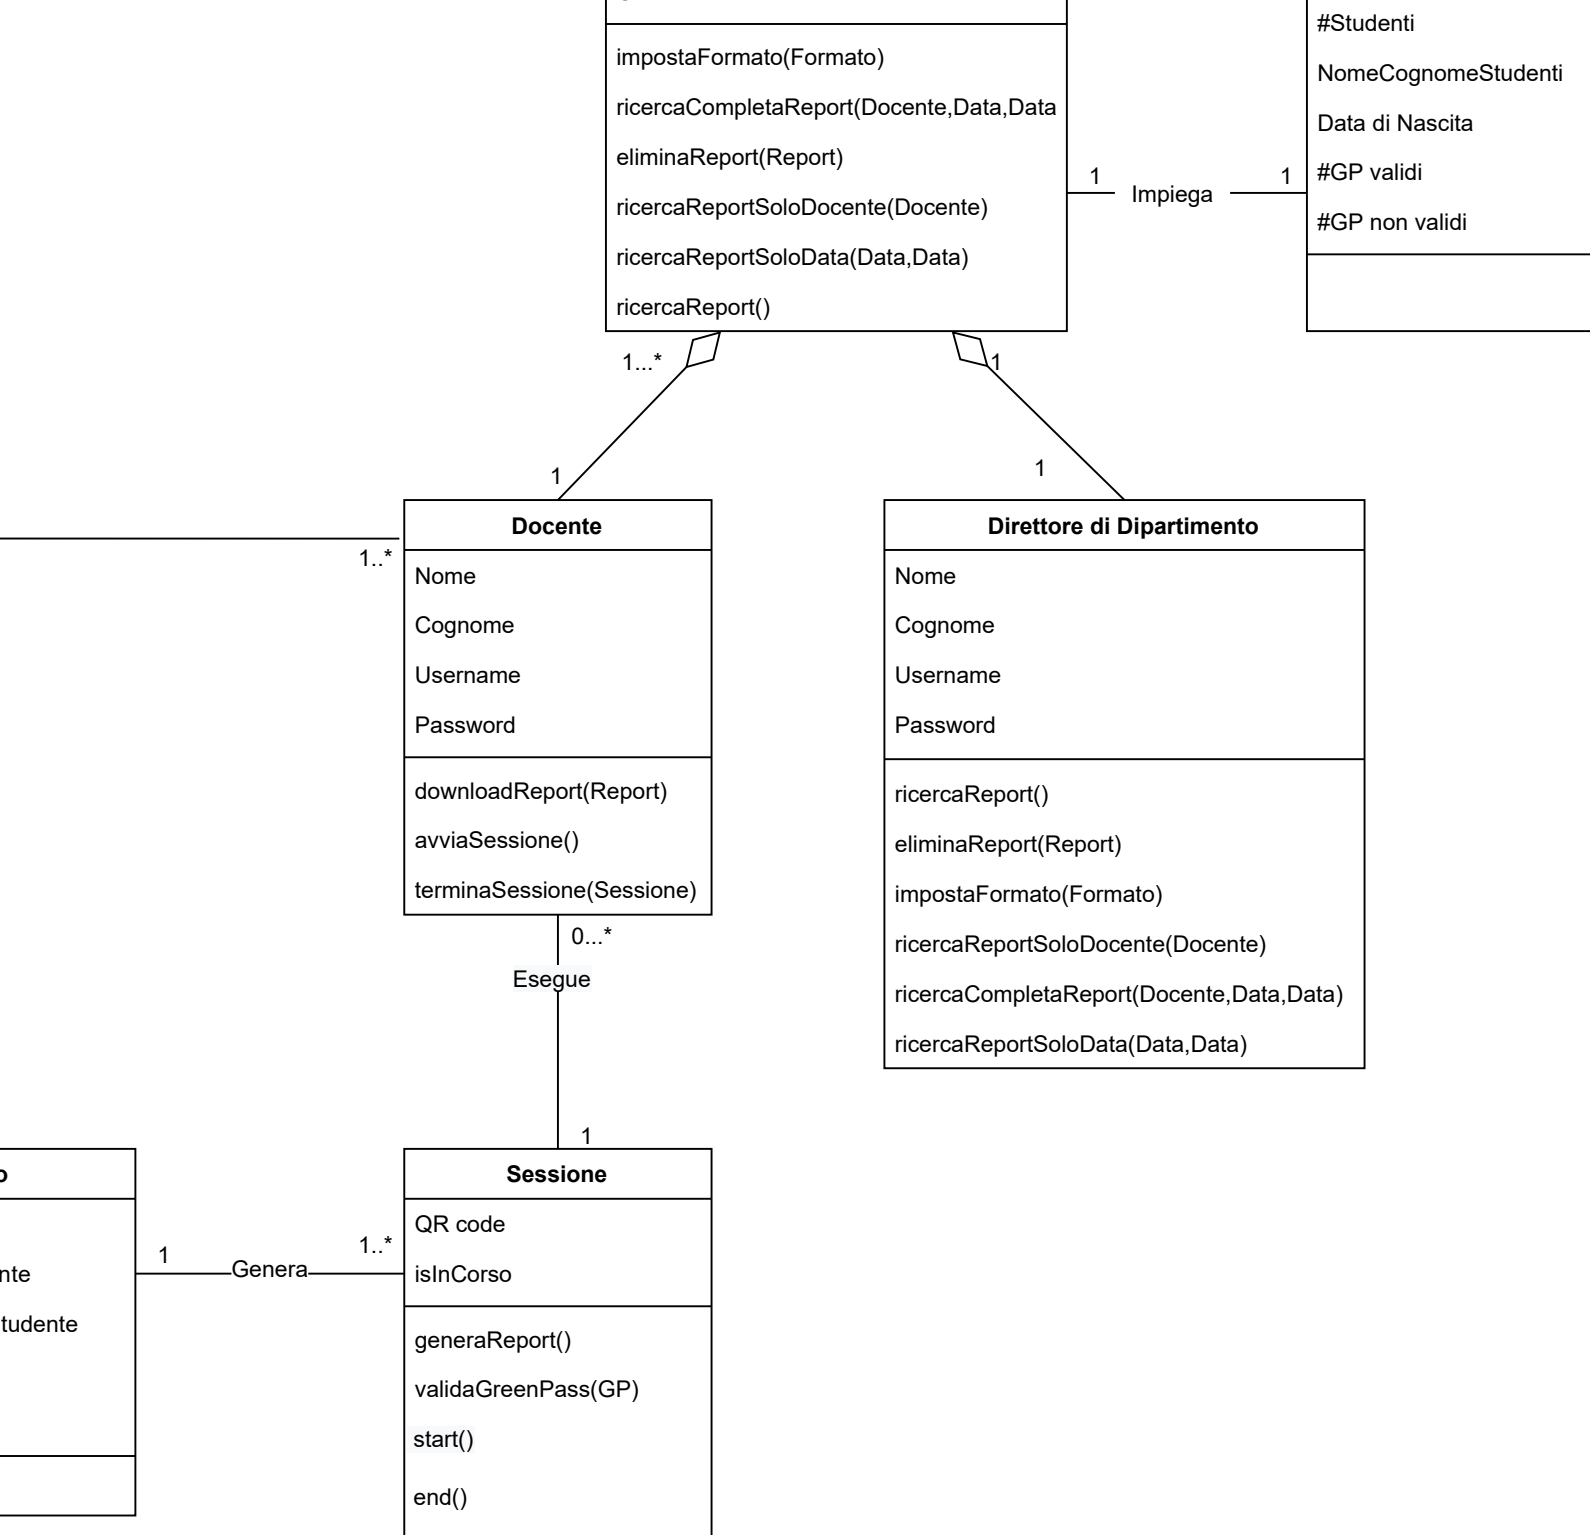 impostaFormato(Formato)
ricercaCompletaReport(Docente,Data,Data
eliminaReport(Report)
ricercaReportSoloDocente(Docente)
ricercaReportSoloData(Data,Data)
ricercaReport()
1
Impiega
1
#Studenti
NomeCognomeStudenti
Data di Nascita
#GP validi
#GP non validi
1...*
1
1
1
1..*
Docente
Nome
Cognome
Username
Password
downloadReport(Report)
avviaSessione()
terminaSessione(Sessione)
Direttore di Dipartimento
Nome
Cognome
Username
Password
ricercaReport()
eliminaReport(Report)
impostaFormato(Formato)
ricercaReportSoloDocente(Docente)
ricercaCompletaReport(Docente,Data,Data)
ricercaReportSoloData(Data,Data)
0...*
Esegue
1
o
nte
tudente
1
Genera
1..*
Sessione
QR code
isInCorso
generaReport()
validaGreenPass(GP)
start()
end()